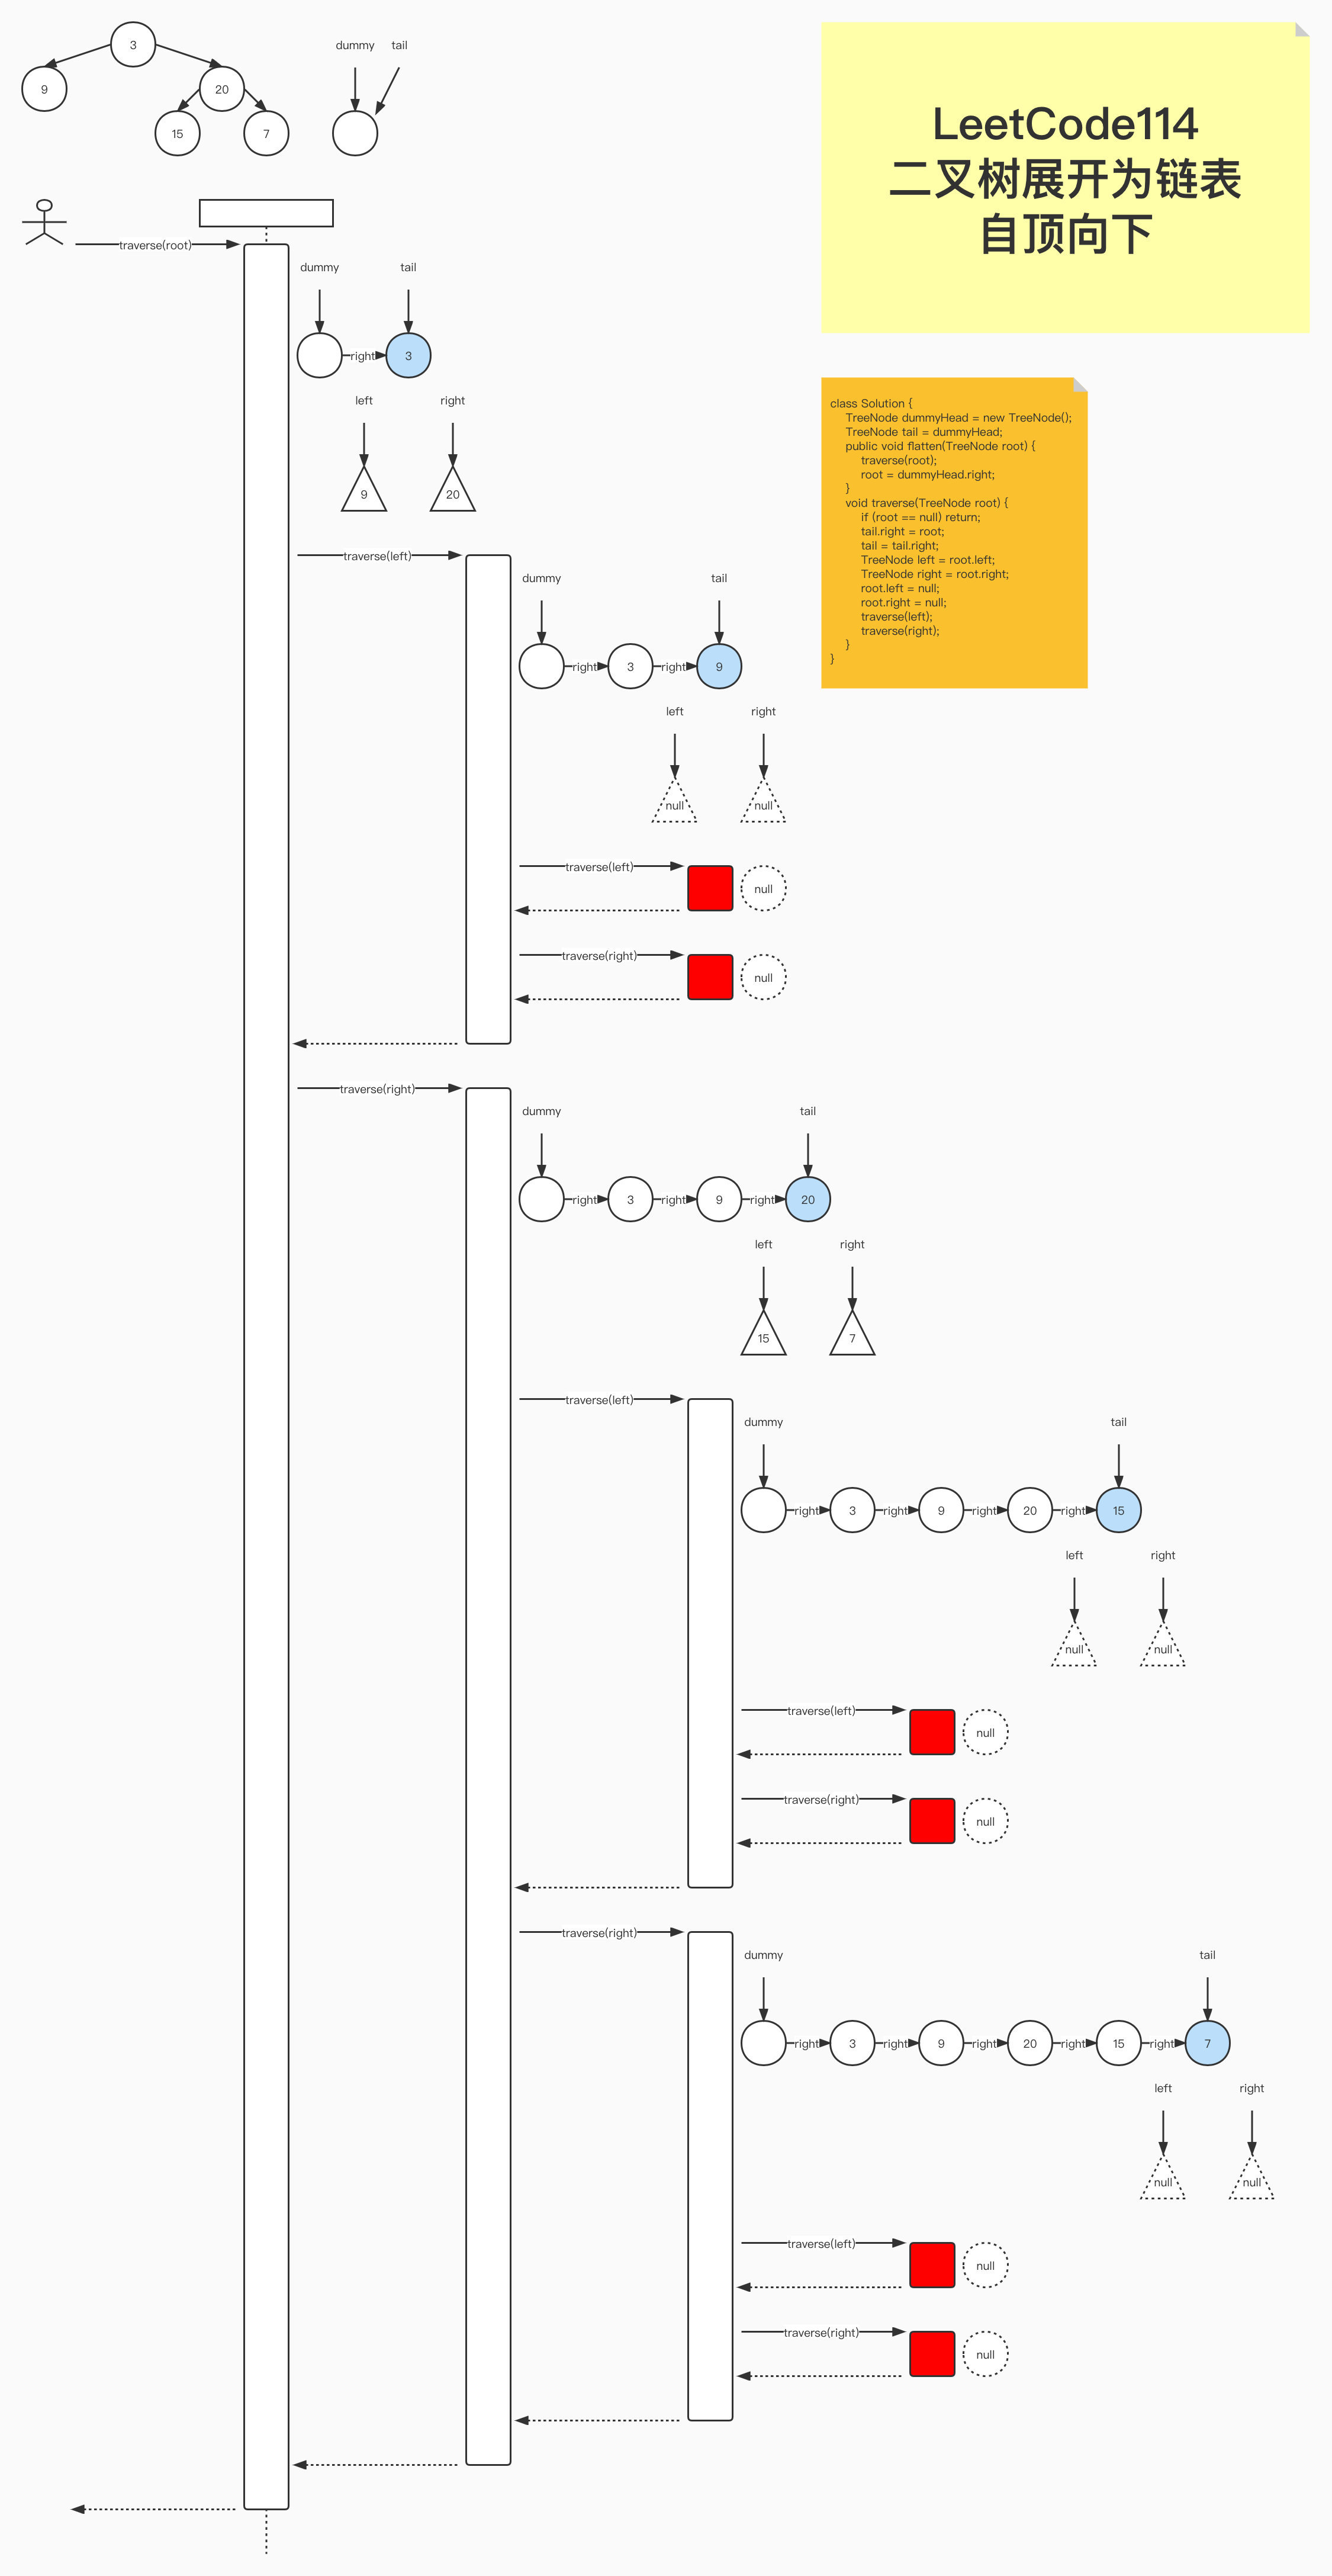 3
9
20
15
7
dummy
tail
LeetCode114
二叉树展开为链表
自顶向下
traverse(root)
dummy
tail
right
3
left
right
9
20
class Solution {
TreeNode dummyHead = new TreeNode();
TreeNode tail = dummyHead;
public void flatten(TreeNode root) {
traverse(root);
root = dummyHead.right;
}
void traverse(TreeNode root) {
if (root == null) return;
tail.right = root;
tail = tail.right;
TreeNode left = root.left;
TreeNode right = root.right;
root.left = null;
root.right = null;
traverse(left);
traverse(right);
}
}
traverse(left)
dummy
tail
right
3
right
9
left
right
null
null
traverse(left)
null
traverse(right)
null
traverse(right)
dummy
tail
right
3
right
9
right
20
left
right
15
7
traverse(left)
dummy
tail
right
3
right
9
right
20
right
15
left
right
null
null
traverse(left)
null
traverse(right)
null
traverse(right)
dummy
tail
right
3
right
9
right
20
right
15
right
7
left
right
null
null
traverse(left)
null
traverse(right)
null